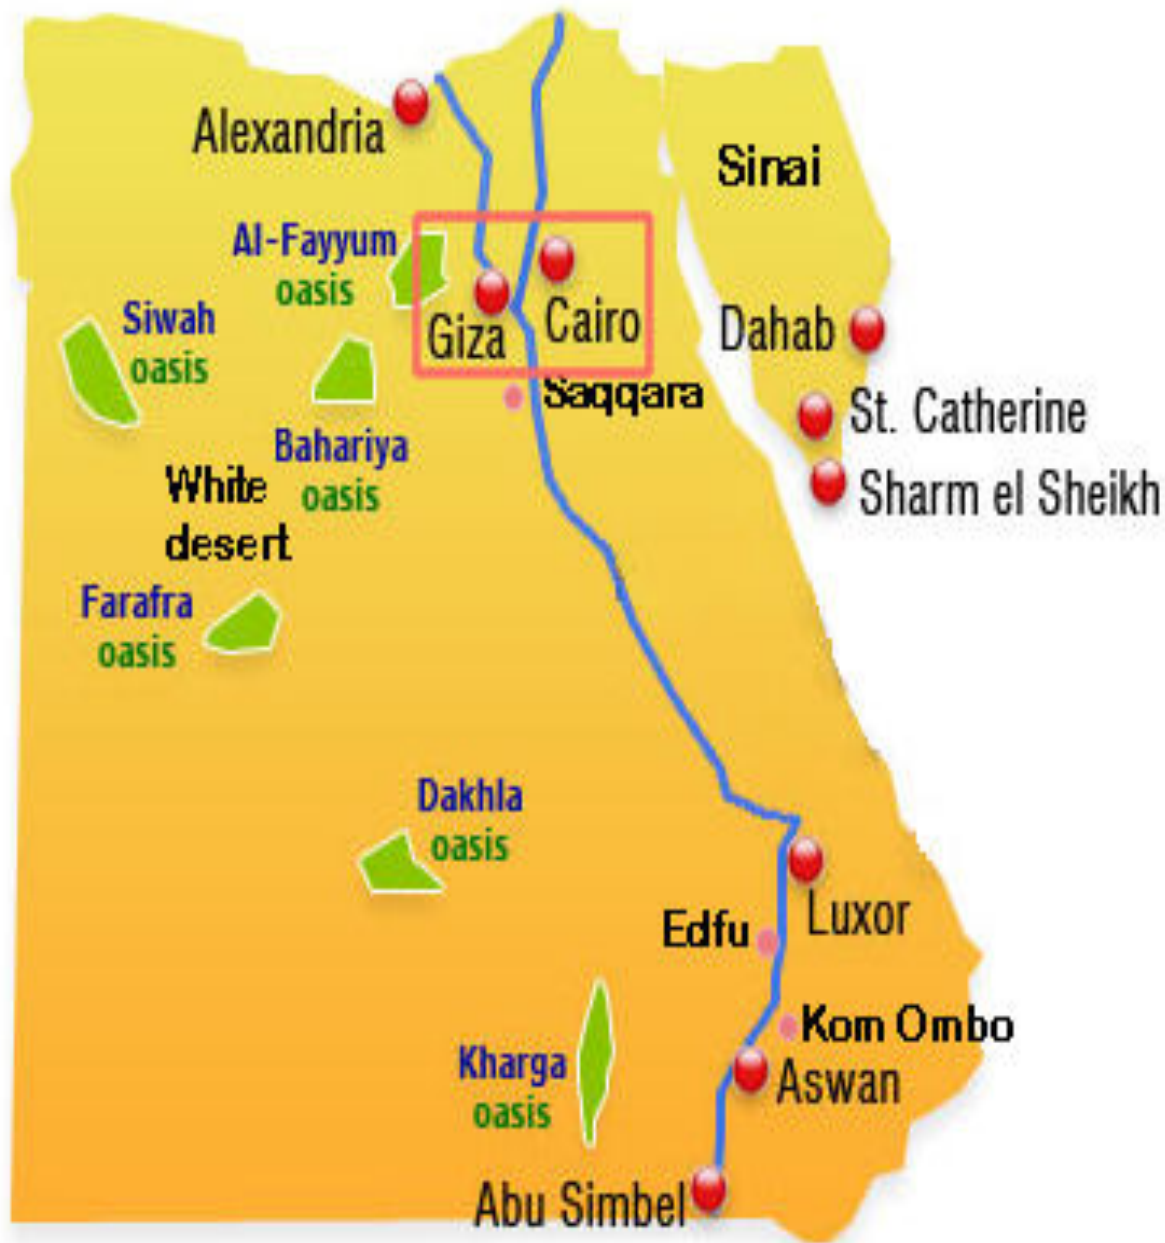 Alexandria
Sinai
Al-Fayyum
oasis
Siwah
oasis
Giza
Cairo
Dahab
Saqqara
St. Catherine
Bahariya
oasis
White
desert
Sharm el Sheikh
Farafra
oasis
Dakhla
oasis
Luxor
Edfu
Kom Ombo
Kharga
oasis
Aswan
Abu Simbel